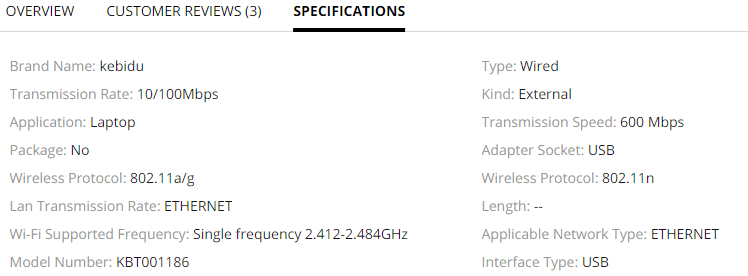 OVERVIEW CUSTOMER REVIEWS (3) SPECIFICATIONS
Brand Name: kebidu Type: Wired
Transmission Rate: 10/100Mbps Kind: External
Application: Laptop Transmission Speed: 600 Mbps
Package: No Adapter Socket: USB
Wireless Protocol: 802.11a/g Wireless Protocol: 802.11n
Lan Transmission Rate: ETHERNET Length: --
Wi-Fi Supported Frequency: Single frequency 2.412-2.484GHz Applicable Network Type: ETHERNET
Model Number: KBT001186 Interface Type: USB